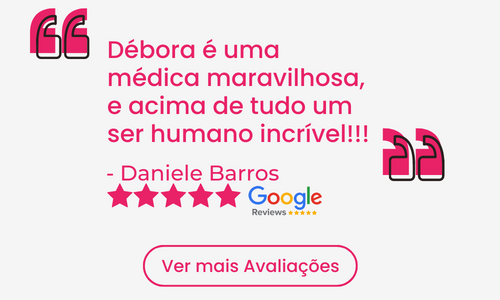 Débora é uma
médica maravilhosa,
e acima de tudo um
ser humano incrível!!!
- Daniele Barros
Google
Reviews
Ver mais Avaliações